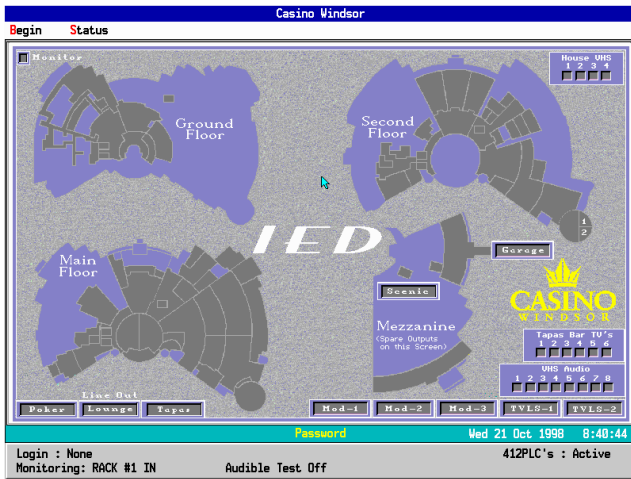 Casino Windsor
Begin Status
Monitor
House VHS
1 2 3 4
Ground
Floor
Second
Floor
1
2
IED
Garage
Main
Floor
Scenic
CASINO
WINDSOR
Mezzanine
(Spare Outputs
on this Screen)
Tapas Bar TV's
1 2 3 4 5 6
VHS Audio
1 2 3 4 5 6 7 8
Line Out
Poker Lounge Tapas Mod-1 Mod-2 Mod-3 TVLS-1 TVLS-2
Password Wed 21 Oct 1998 8:40:44
Login : None 412PLC's : Active
Monitoring: RACK #1 IN Audible Test Off